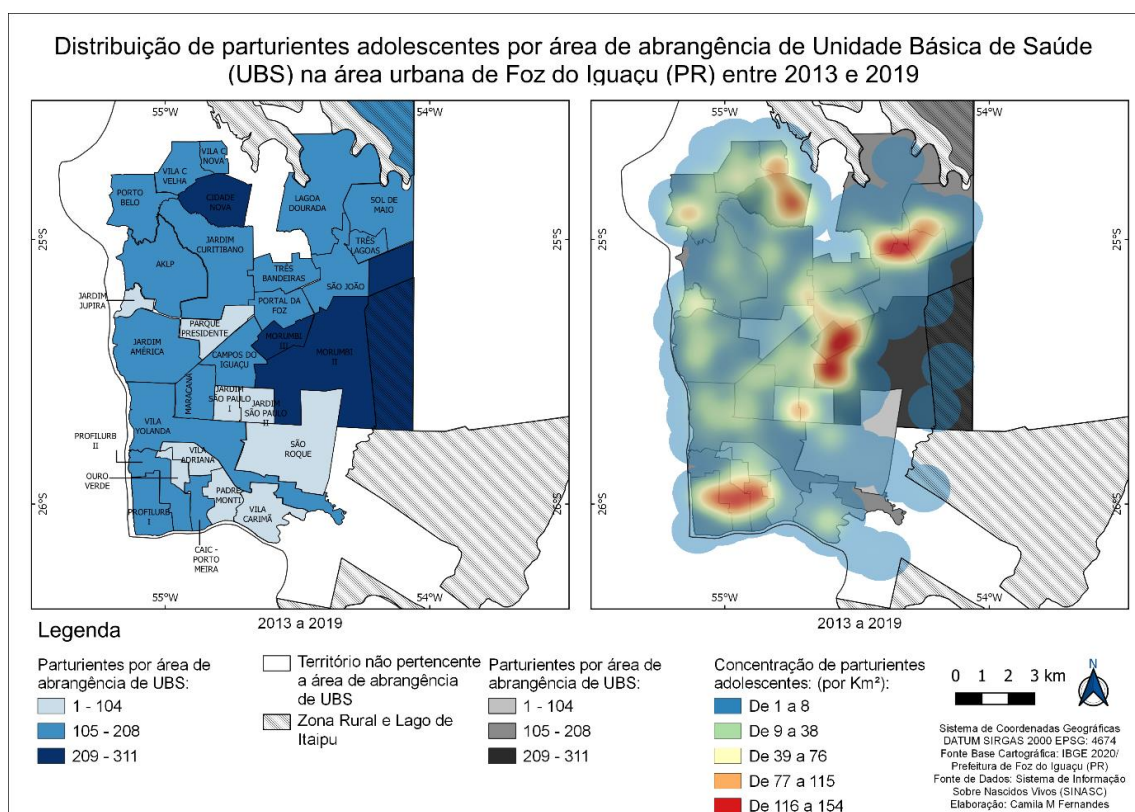 Distribuição de parturientes adolescentes por área de abrangência de Unidade Básica de Saúde
(UBS) na área urbana de Foz do Iguaçu (PR) entre 2013 e 2019
55°W
54°W
55°W
54°W
25°S
26°S
25°S
26°S
VILA C
NOVA
VILA C
VELHA
PORTO
BELO
CIDADE
NOVA
LAGOA
DOURADA
SOL DE
MAIO
JARDIM
CURITIBANO
TRÊS
LAGOAS
AKLP
TRÊS
BANDEIRAS
SÃO JOÃO
JARDIM
JUPIRA
PORTAL DA
FOZ
PARQUE
PRESIDENTE
JARDIM
AMÉRICA
MORUMBI
III
MORUMBI
II
CAMPOS DO
IGUAÇU
MARACANÃ
JARDIM
SÃO PAULO
I
JARDIM
SÃO PAULO
II
VILA
YOLANDA
SÃO
ROQUE
PROFILURB
II
VILA
ADRIANA
OURO
VERDE
PADRE
MONTI
PROFILURB
I
VILA
CARIMÃ
CAIC -
PORTO
MEIRA
55°W
54°W
55°W
54°W
2013 a 2019
2013 a 2019
Legenda
Parturientes por área de
abrangência de UBS:
1 - 104
105 - 208
209 - 311
Território não pertencente
a área de abrangência
de UBS
Zona Rural e Lago de
Itaipu
Parturientes por área de
abrangência de UBS:
1 - 104
105 - 208
209 - 311
Concentração de parturientes
adolescentes: (por Km²):
De 1 a 8
De 9 a 38
De 39 a 76
De 77 a 115
De 116 a 154
0 1 2 3 km
N
Sistema de Coordenadas Geográficas
DATUM SIRGAS 2000 EPSG: 4674
Fonte Base Cartográfica: IBGE 2020/
Prefeitura de Foz do Iguaçu (PR)
Fonte de Dados: Sistema de Informação
Sobre Nascidos Vivos (SINASC)
Elaboração: Camila M Fernandes